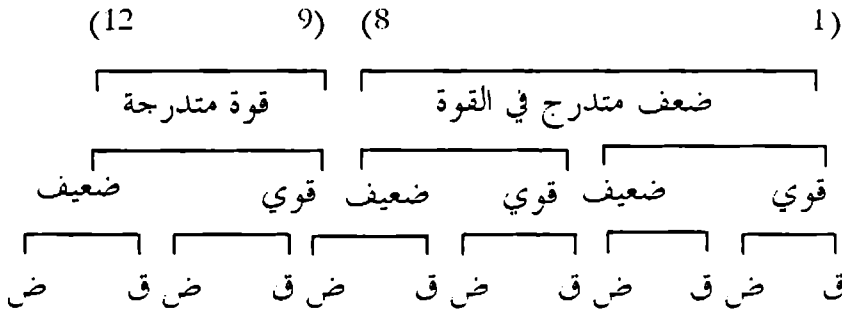 (1 8) (9 12)
ضعف متدرج في القوة قوة متدرجة
قوي ضعيف قوي ضعيف قوي ضعيف
ق ض ق ض ق ض ق ض ق ض ق ض